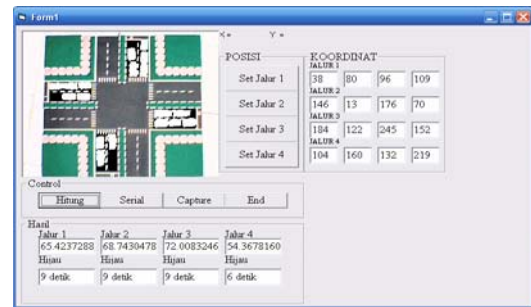 Form1
X = Y =
POSISI
Set Jalur 1
Set Jalur 2
Set Jalur 3
Set Jalur 4
KOORDINAT
JALUR 1
38 80 96 109
JALUR 2
146 13 176 70
JALUR 3
184 122 245 152
JALUR 4
104 160 132 219
Control
Hitung Serial Capture End
Hasil
Jalur 1 Jalur 2 Jalur 3 Jalur 4
65.4237288 68.7430478 72.0083246 54.3678160
Hijau Hijau Hijau Hijau
9 detik 9 detik 9 detik 6 detik